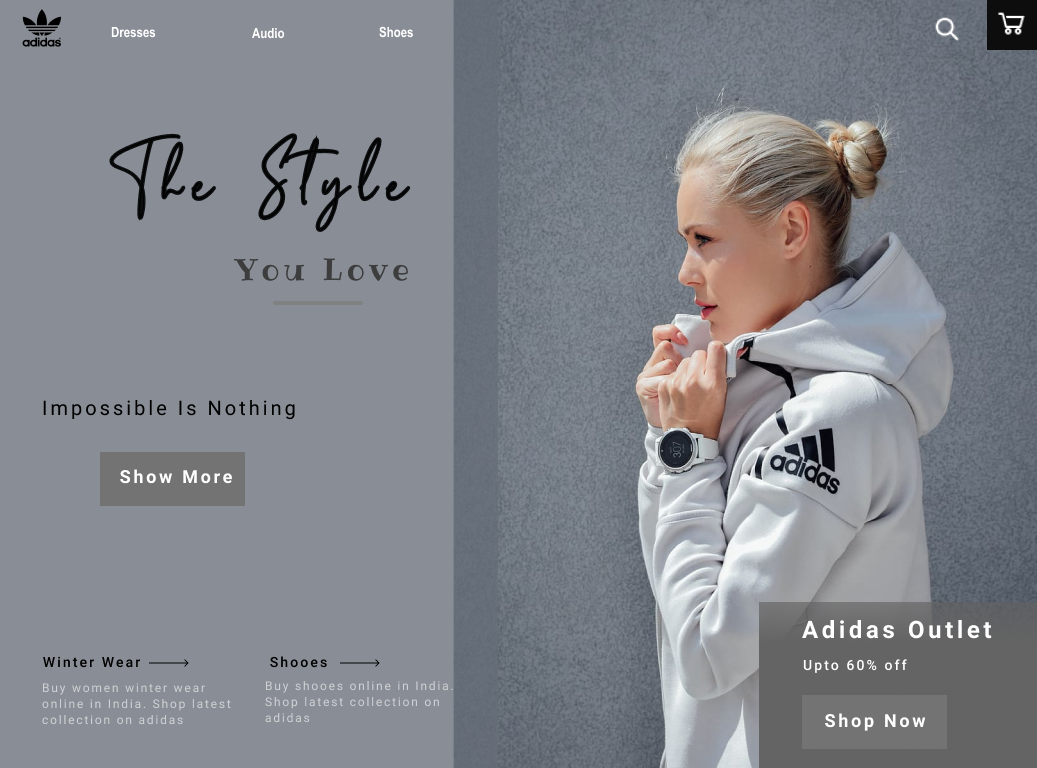 adidas
Dresses
Audio
Shoes
The Style
You Love
Impossible Is Nothing
Show More
307
adidas
Winter Wear
Buy women winter wear
online in India. Shop latest
collection on adidas
Shooes
Buy shooes online in India.
Shop latest collection on
adidas
Adidas Outlet
Upto 60% off
Shop Now